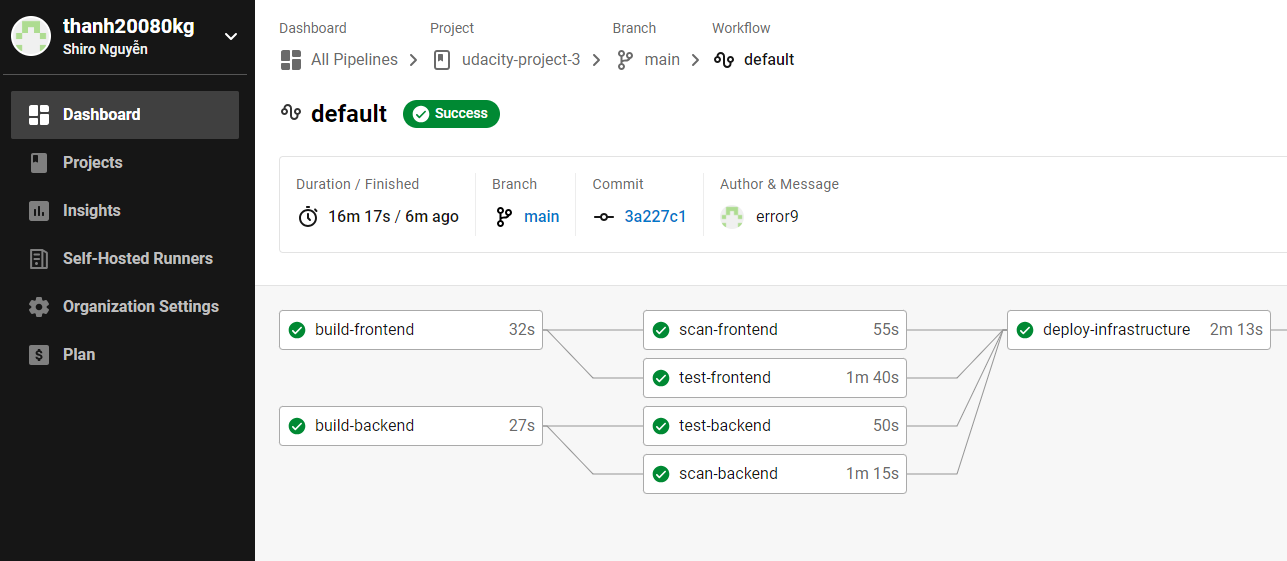 thanh20080kg
Shiro Nguyễn
Dashboard
Projects
Insights
Self-Hosted Runners
Organization Settings
Plan
Dashboard Project Branch Workflow
All Pipelines udacity-project-3 main default
default Success
Duration / Finished Branch Commit Author & Message
16m 17s / 6m ago main 3a227c1 error9
build-frontend 32s scan-frontend 55s deploy-infrastructure 2m 13s
test-frontend 1m 40s
build-backend 27s test-backend 50s
scan-backend 1m 15s